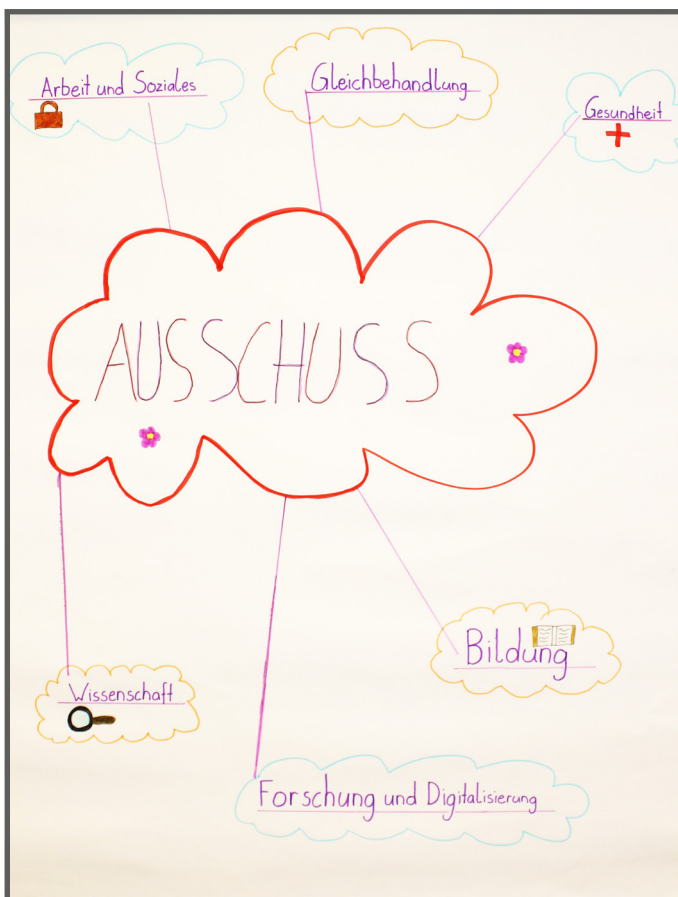 Arbeit und Soziales
Gleichbehandlung
Gesundheit
AUSSCHUSS
Bildung
Wissenschaft
Forschung und Digitalisierung